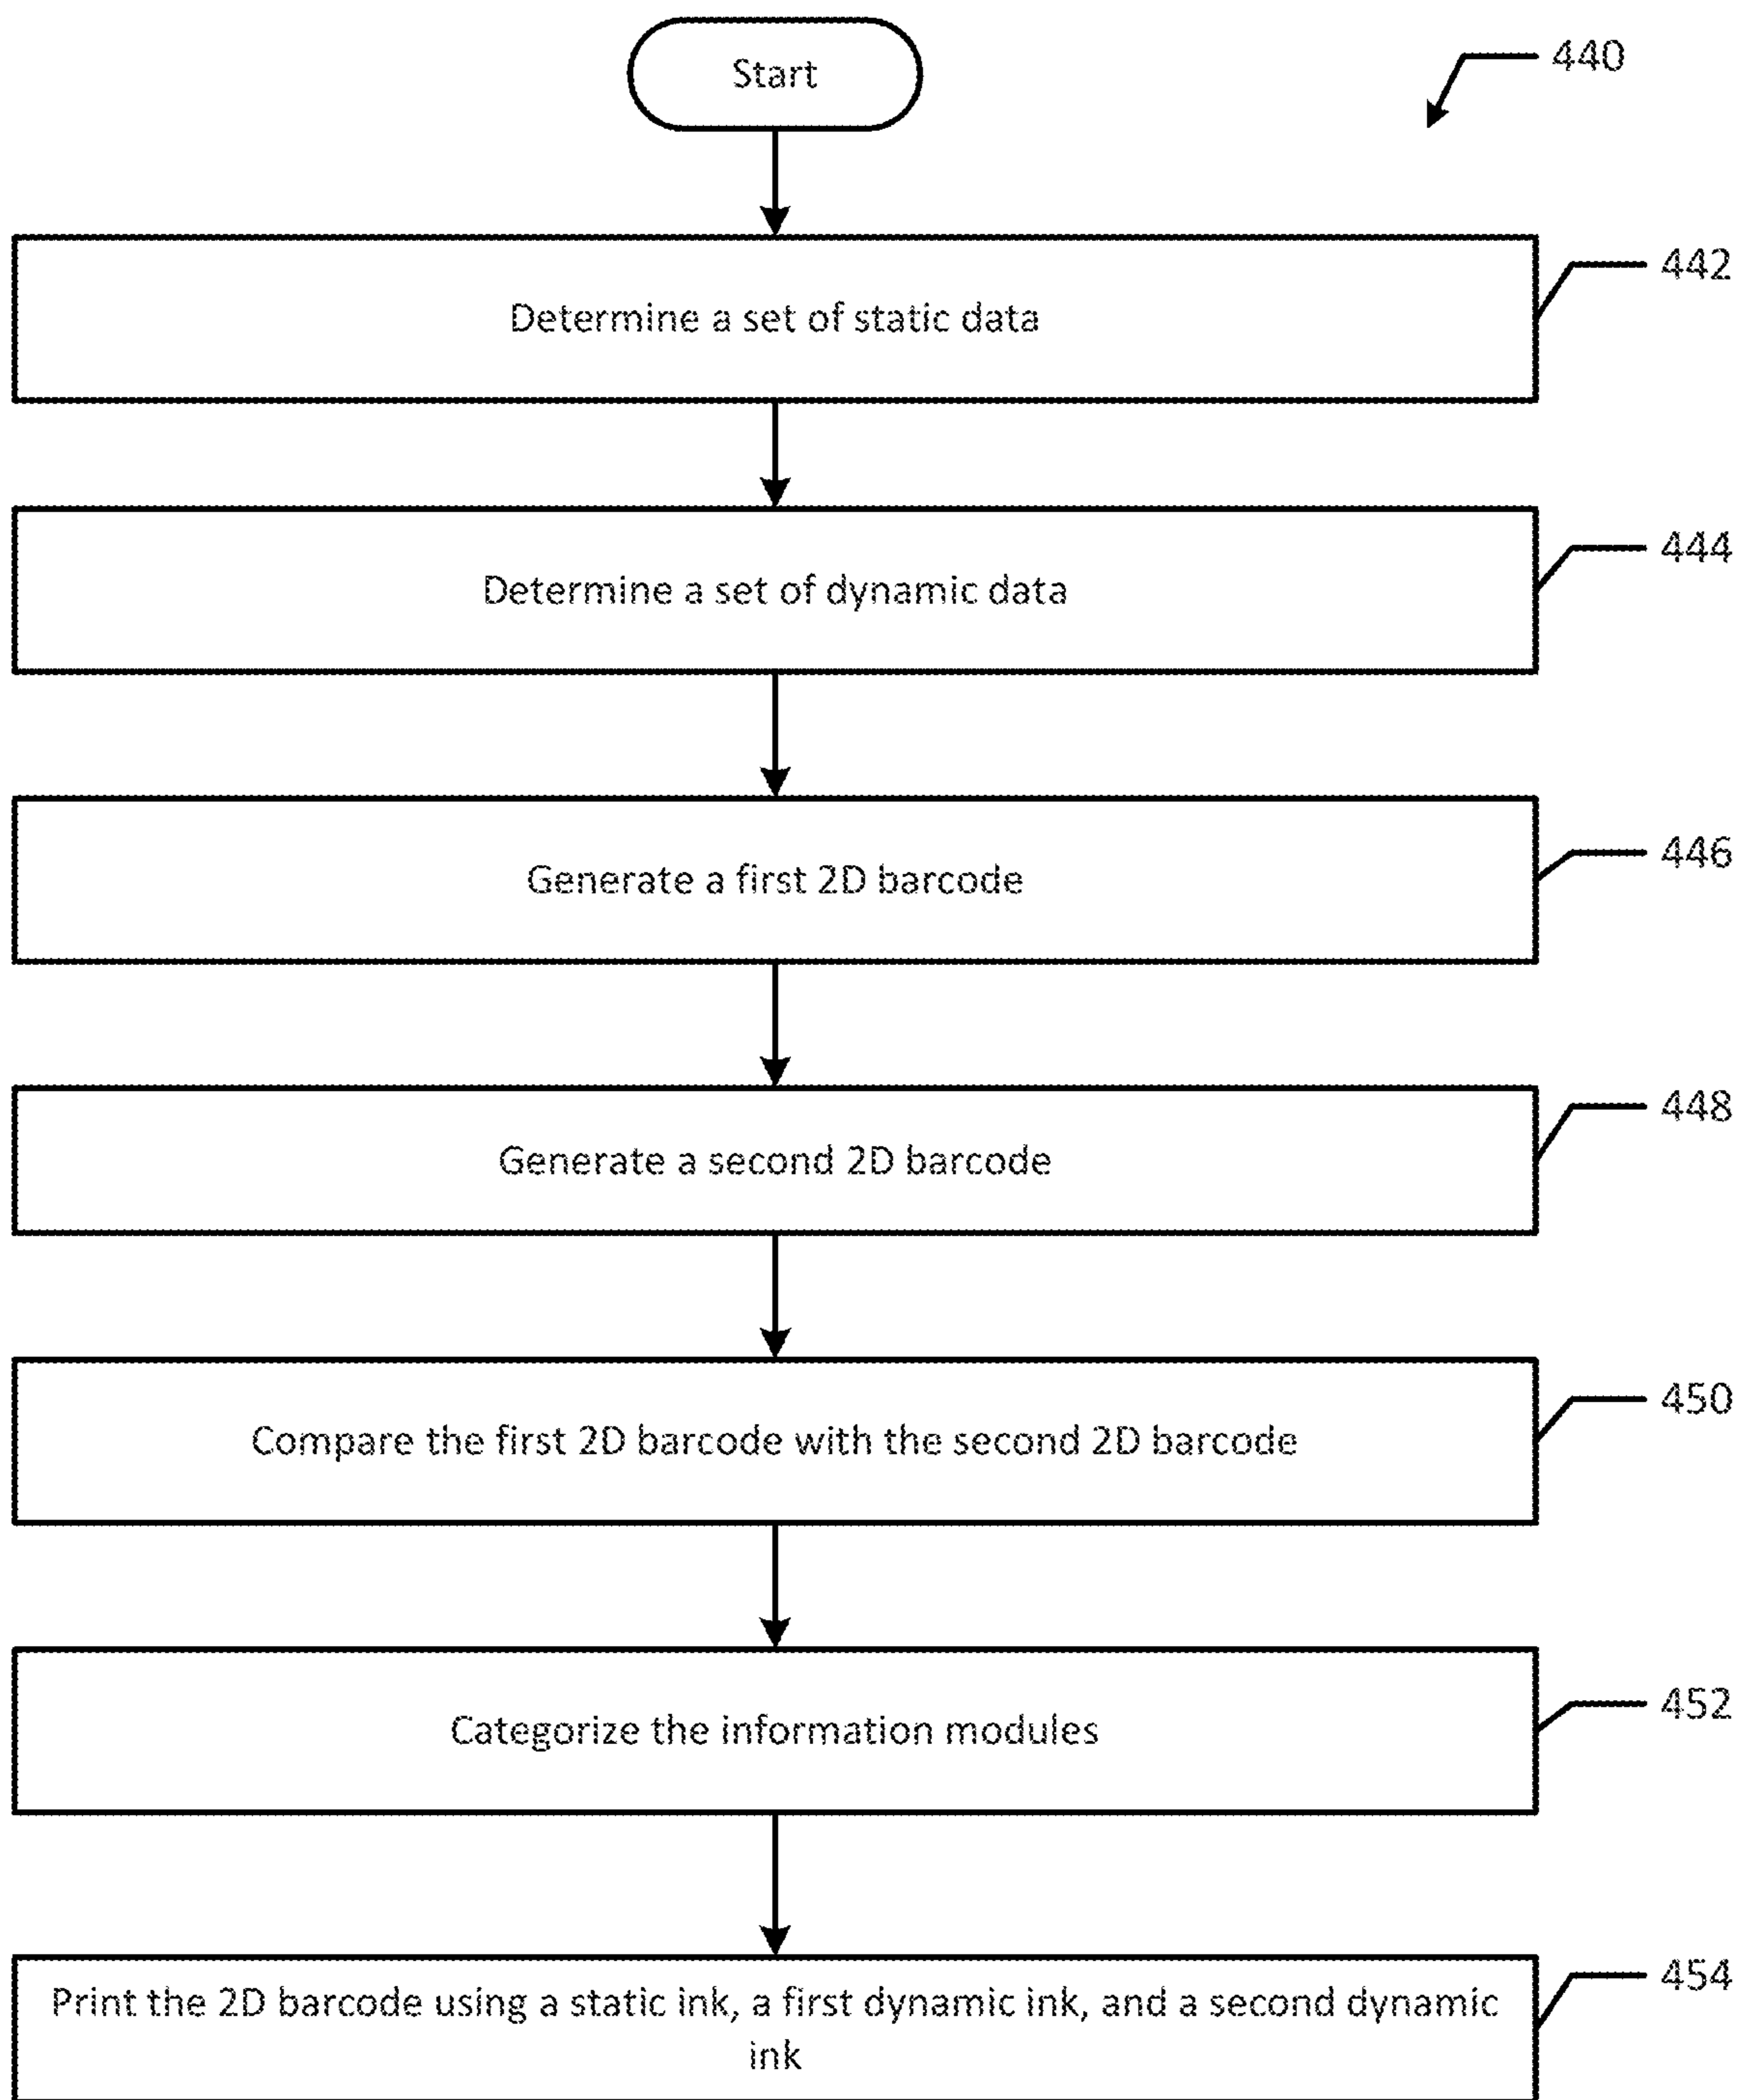 Start
440
Determine a set of static data
442
Determine a set of dynamic data
444
Generate a first 2D barcode
446
Generate a second 2D barcode
448
Compare the first 2D barcode with the second 2D barcode
450
Categorize the information modules
452
Print the 2D barcode using a static ink, a first dynamic ink, and a second dynamic
ink
454